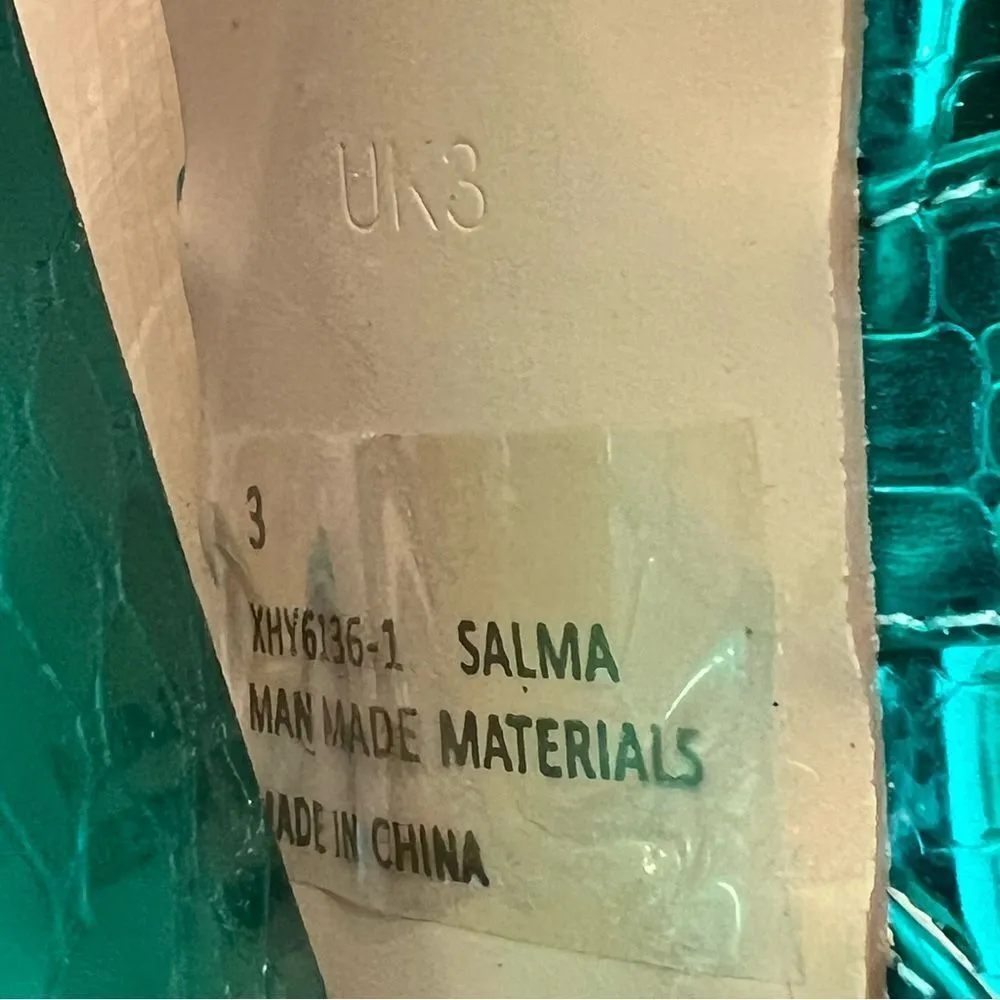 UK3
3
XHY6136-1 SALMA
MAN MADE MATERIALS
MADE IN CHINA